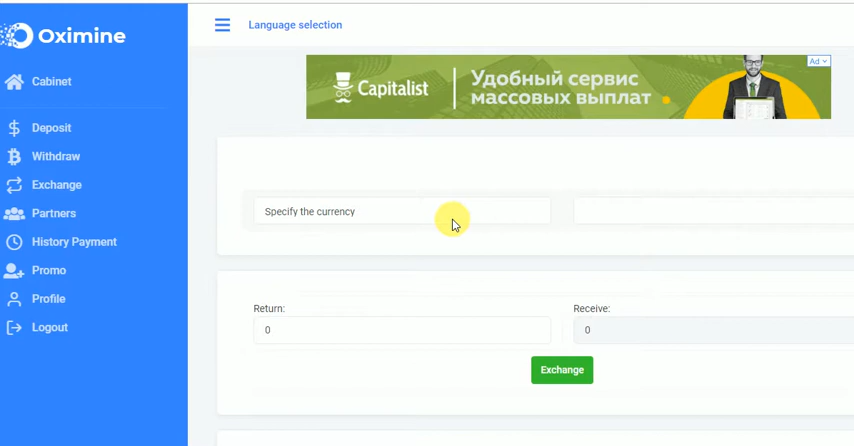 Oximine
Language selection
Cabinet
Deposit
Withdraw
Exchange
Partners
History Payment
Promo
Profile
Logout
Ad
Capitalist
Удобный сервис
массовых выплат
Specify the currency
Return:
Receive:
0
0
Exchange